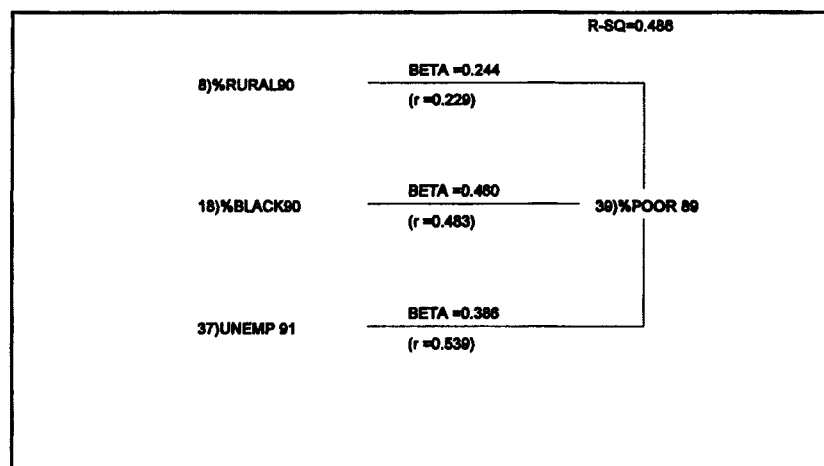 R-SQ=0.486
8)%RURAL90
BETA =0.244
(r =0.229)
18)%BLACK90
BETA =0.460
(r =0.483)
39)%POOR 89
37)UNEMP 91
BETA =0.386
(r =0.539)